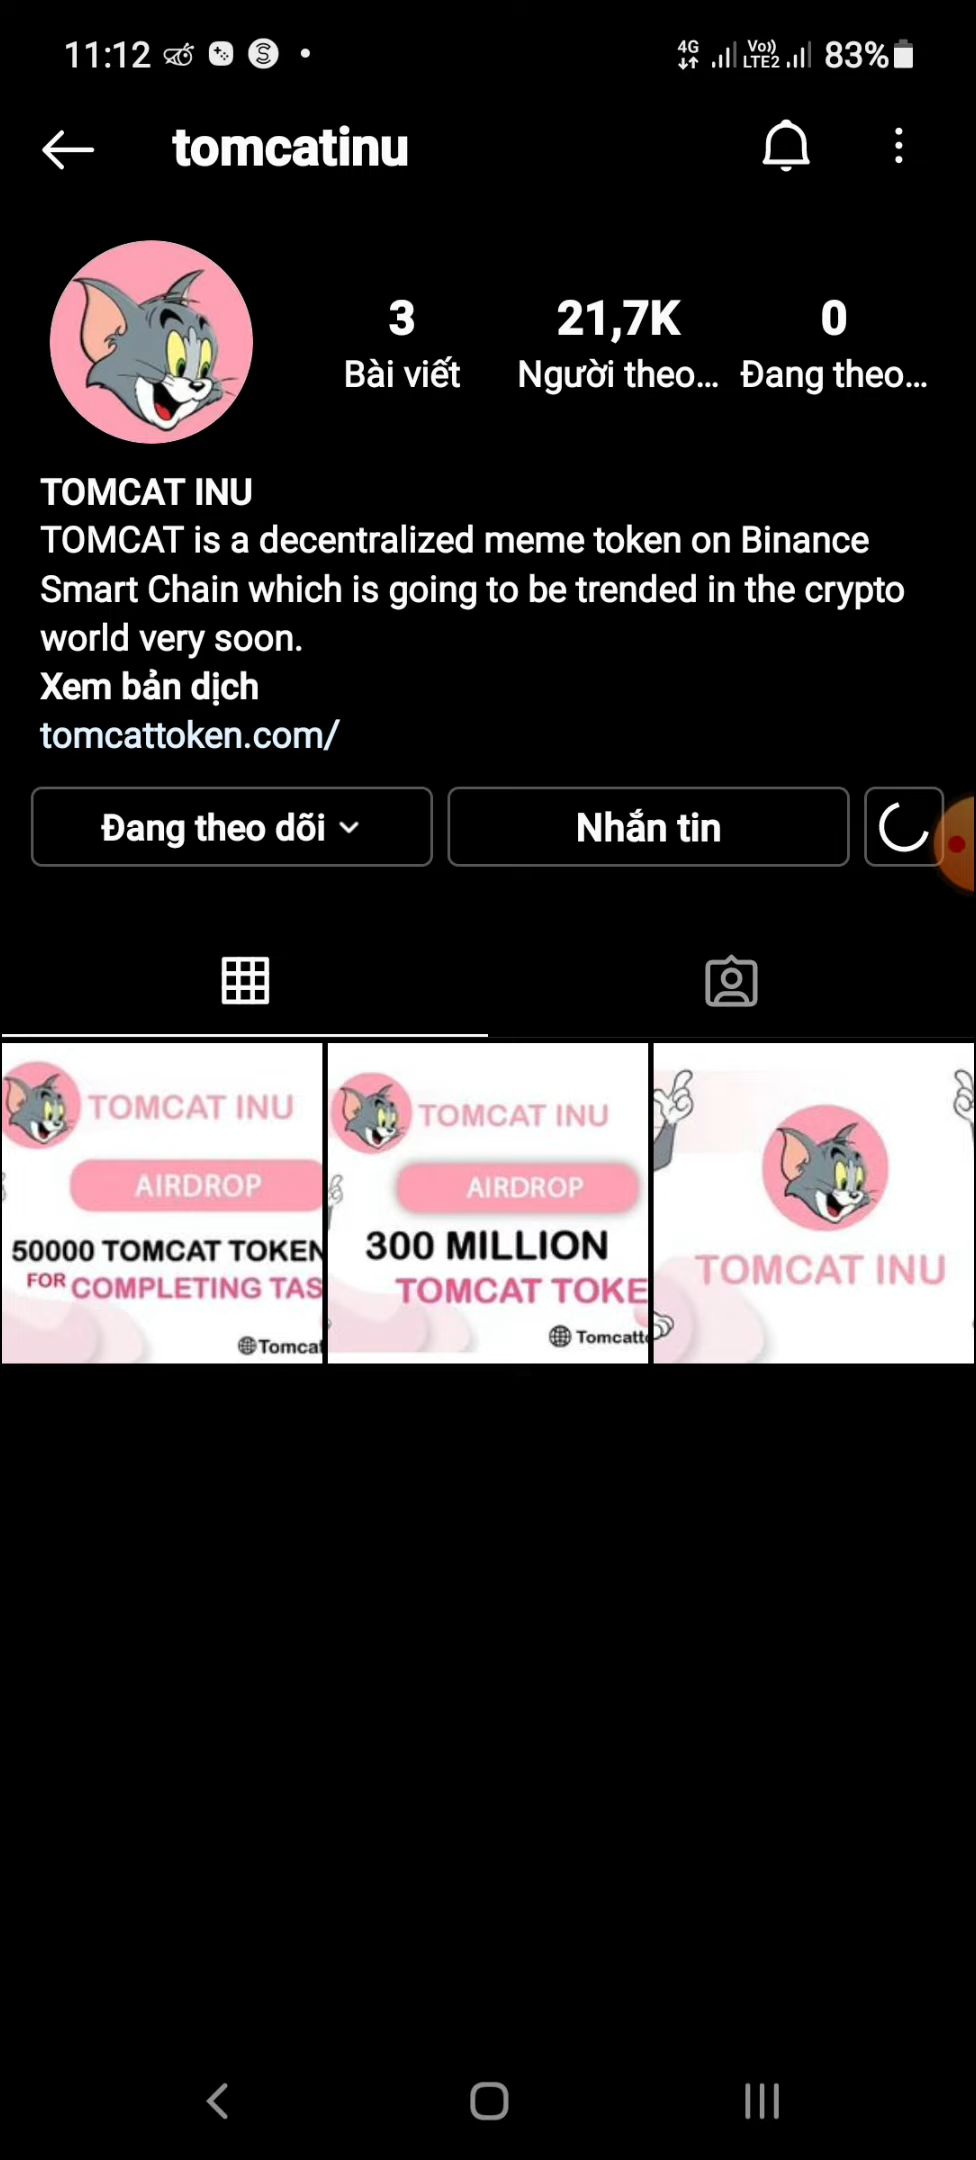 11:12
4G Vo)) LTE2 83%
tomcatinu
3 21,7K 0
Bài viết Người theo... Đang theo...
TOMCAT INU
TOMCAT is a decentralized meme token on Binance
Smart Chain which is going to be trended in the crypto
world very soon.
Xem bản dịch
tomcattoken.com/
Đang theo dõi Nhắn tin
TOMCAT INU
AIRDROP
50000 TOMCAT TOKEN
FOR COMPLETING TAS
Tomcat
TOMCAT INU
AIRDROP
300 MILLION
TOMCAT TOKE
Tomcatto
TOMCAT INU